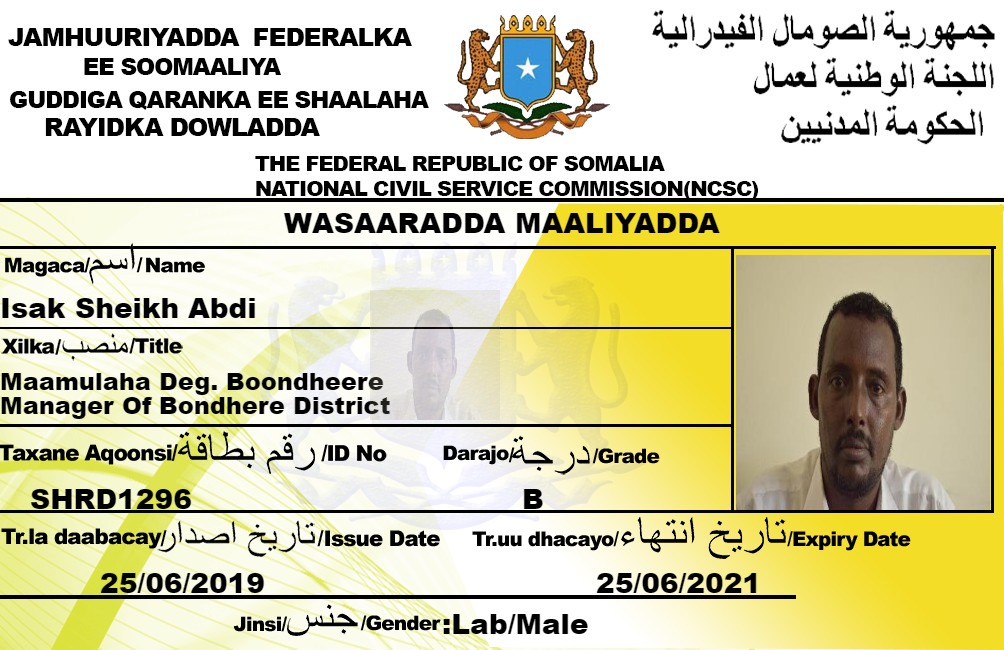 JAMHUURIYADDA FEDERALKA
EE SOOMAALIYA
GUDDIGA QARANKA EE SHAALAHA
RAYIDKA DOWLADDA
جمهورية الصومال الفيدرالية
اللجنة الوطنية لعمال
الحكومة المدنيين
THE FEDERAL REPUBLIC OF SOMALIA
NATIONAL CIVIL SERVICE COMMISSION(NCSC)
WASAARADDA MAALIYADDA
Magaca/اسم/Name
Isak Sheikh Abdi
Xilka/منصب/Title
Maamulaha Deg. Boondheere
Manager Of Bondhere District
Taxane Aqoonsi/رقم بطاقة/ID No Darajo/درجة/Grade
SHRD1296 B
Tr.la daabacay/تاريخ اصدار/Issue Date Tr.uu dhacayo/تاريخ انتهاء/Expiry Date
25/06/2019 25/06/2021
Jinsi/جنس/Gender:Lab/Male